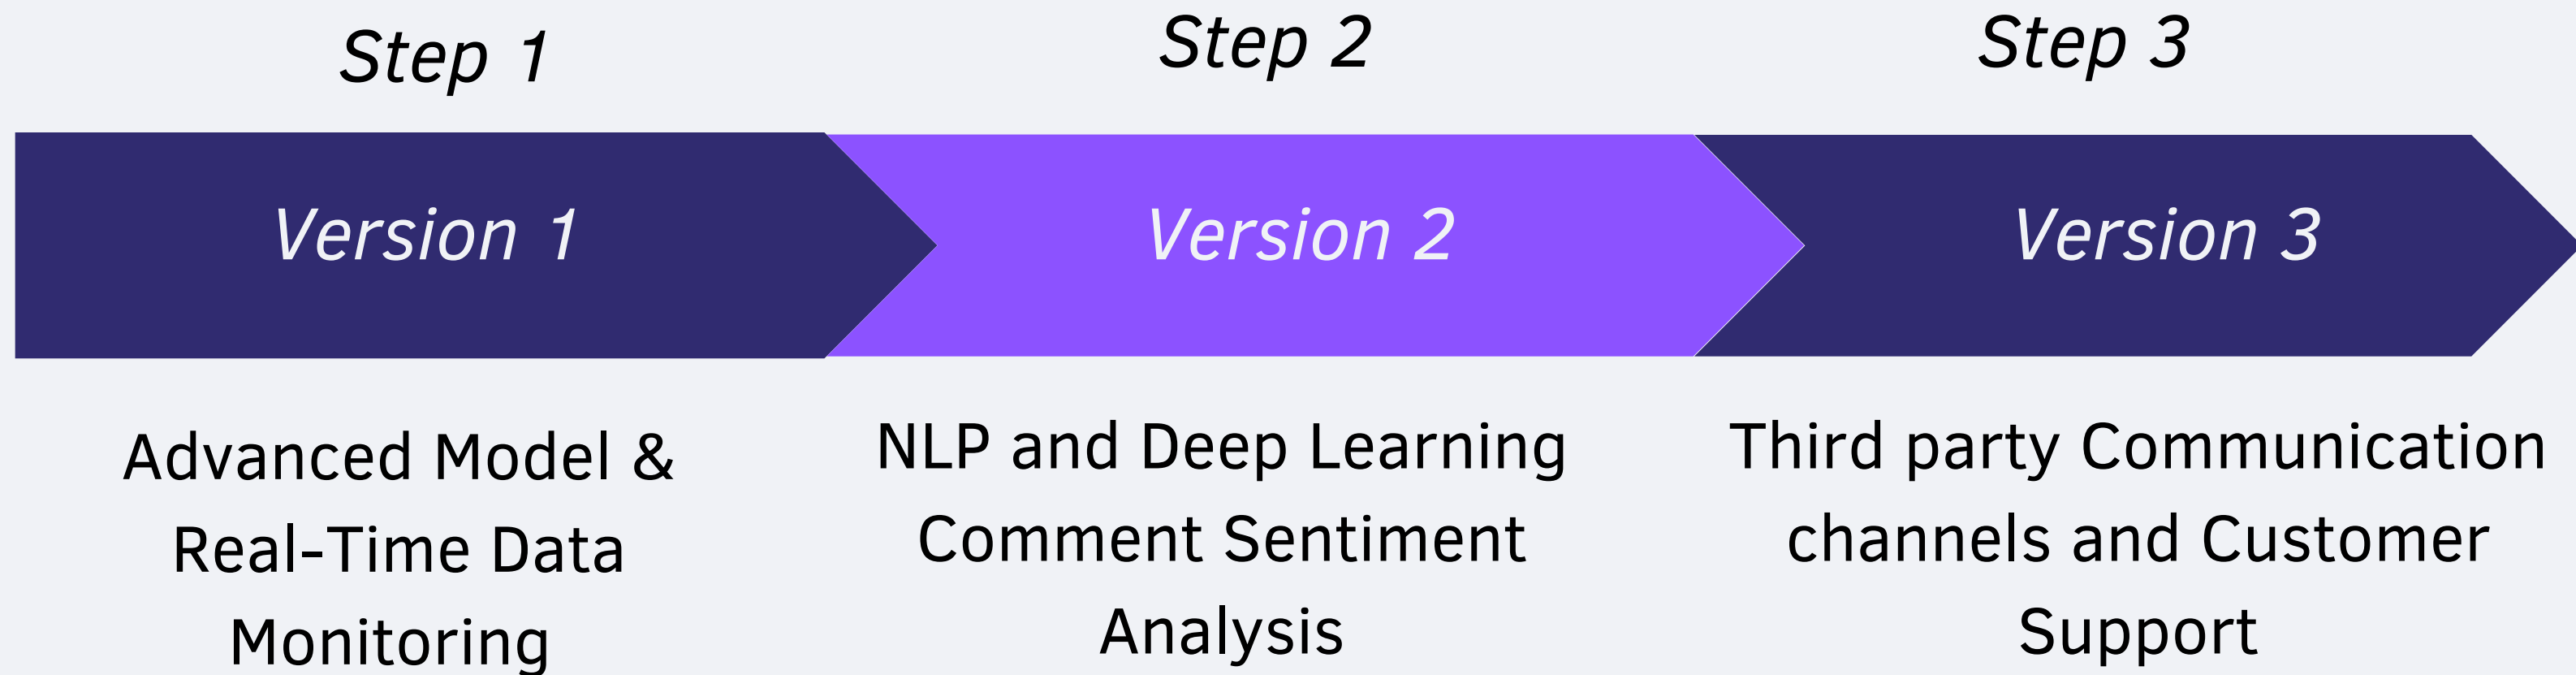 Step 1
Step 2
Step 3
Version 1
Version 2
Version 3
Advanced Model &
Real-Time Data
Monitoring
NLP and Deep Learning
Comment Sentiment
Analysis
Third party Communication
channels and Customer
Support